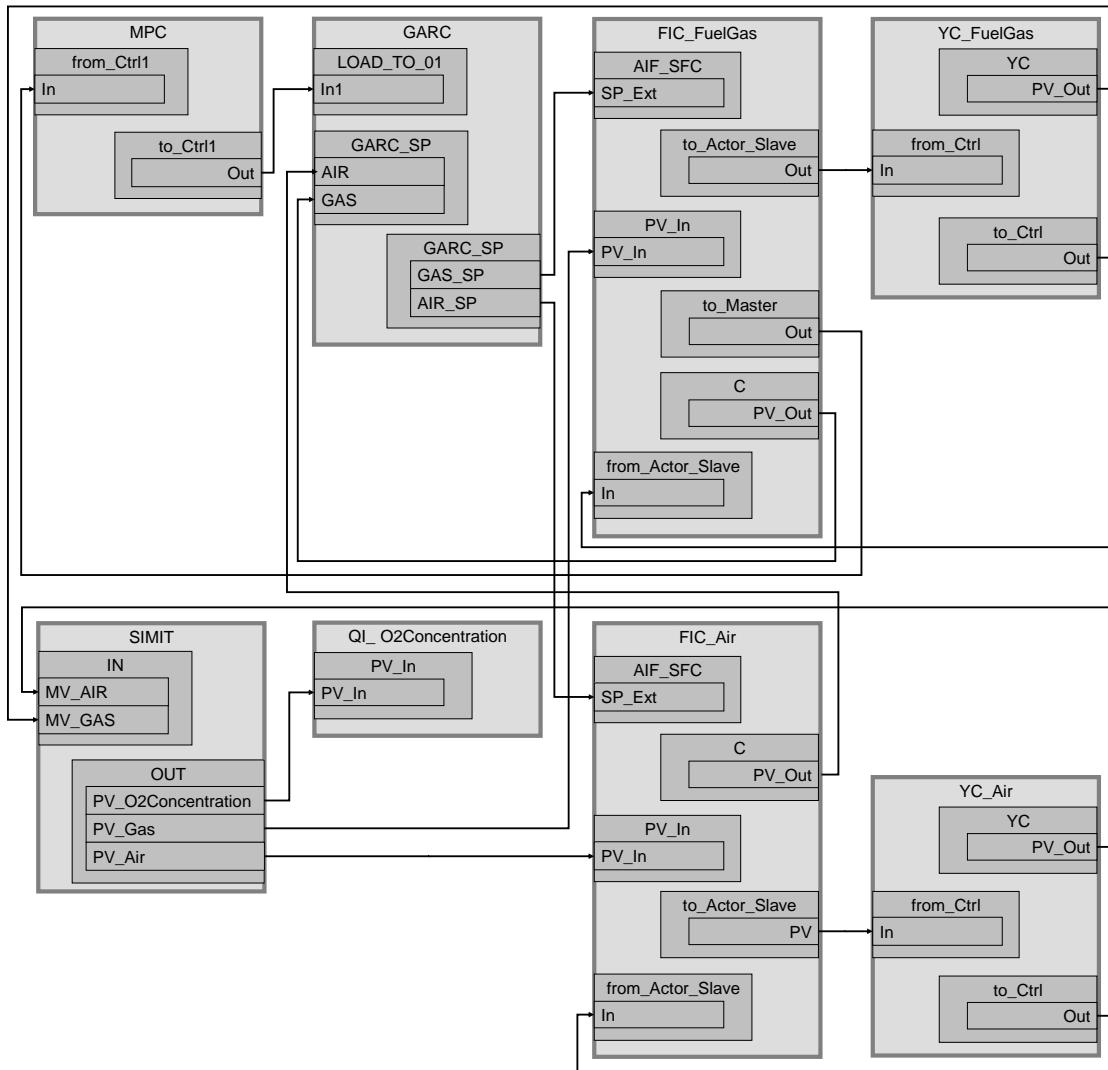 MPC
from_Ctrl1
In
to_Ctrl1
Out
GARC
LOAD_TO_01
In1
GARC_SP
AIR
GAS
GARC_SP
GAS_SP
AIR_SP
FIC_FuelGas
AIF_SFC
SP_Ext
to_Actor_Slave
Out
PV_In
PV_In
to_Master
Out
C
PV_Out
from_Actor_Slave
In
YC_FuelGas
YC
PV_Out
from_Ctrl
In
to_Ctrl
Out
SIMIT
IN
MV_AIR
MV_GAS
OUT
PV_O2Concentration
PV_Gas
PV_Air
QI_ O2Concentration
PV_In
PV_In
FIC_Air
AIF_SFC
SP_Ext
C
PV_Out
PV_In
PV_In
to_Actor_Slave
PV
from_Actor_Slave
In
YC_Air
YC
PV_Out
from_Ctrl
In
to_Ctrl
Out